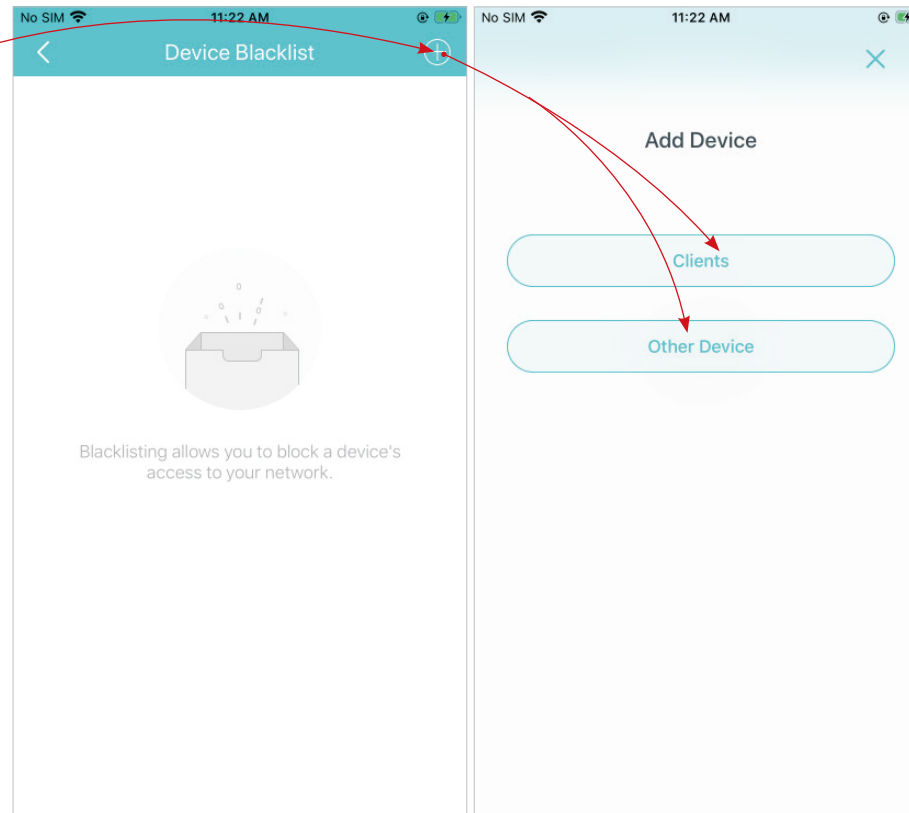 No SIM
11:22 AM
Device Blacklist
Blacklisting allows you to block a device's
access to your network.
No SIM
11:22 AM
Add Device
Clients
Other Device